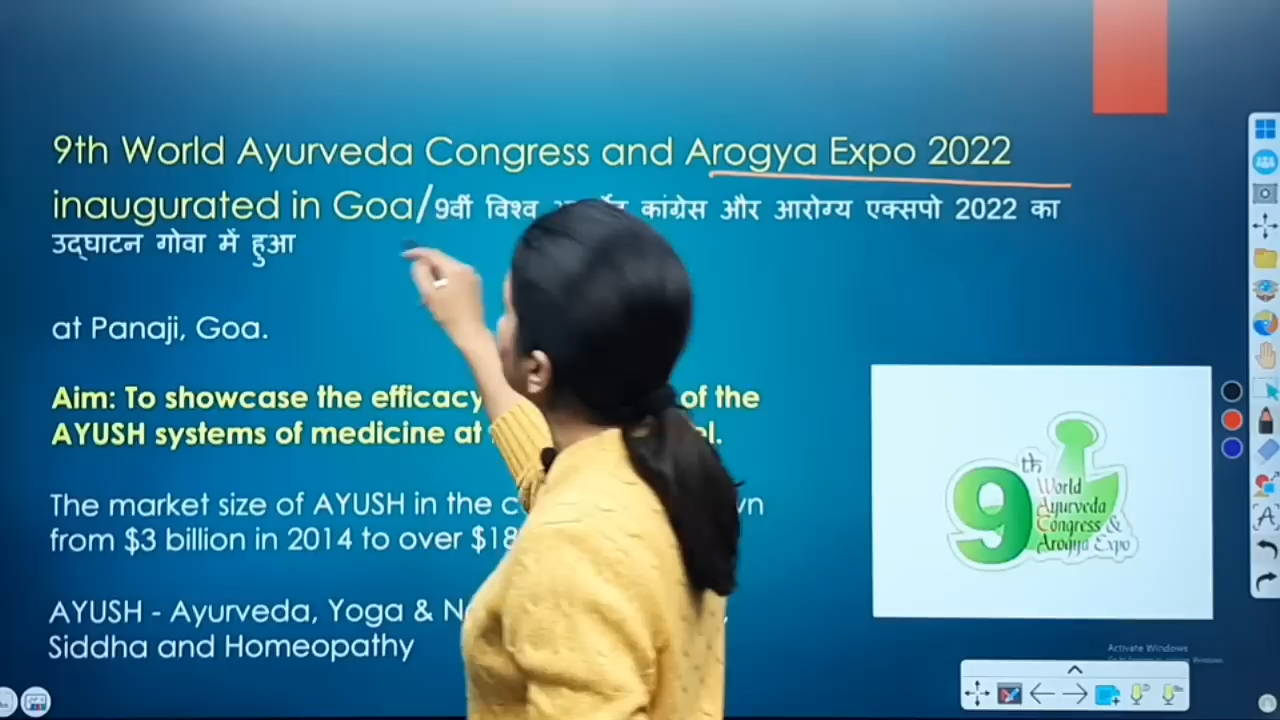 9th World Ayurveda Congress and Arogya Expo 2022
inaugurated in Goa/9वीं विश्व कांग्रेस और आरोग्य एक्सपो 2022 का
उद्घाटन गोवा में हुआ
at Panaji, Goa.
Aim: To showcase the efficacy of the
AYUSH systems of medicine at
The market size of AYUSH in the
from $3 billion in 2014 to over $18
AYUSH - Ayurveda, Yoga &
Siddha and Homeopathy
9th
World
Ayurveda
Congress &
Arogya Expo
Activate Windows